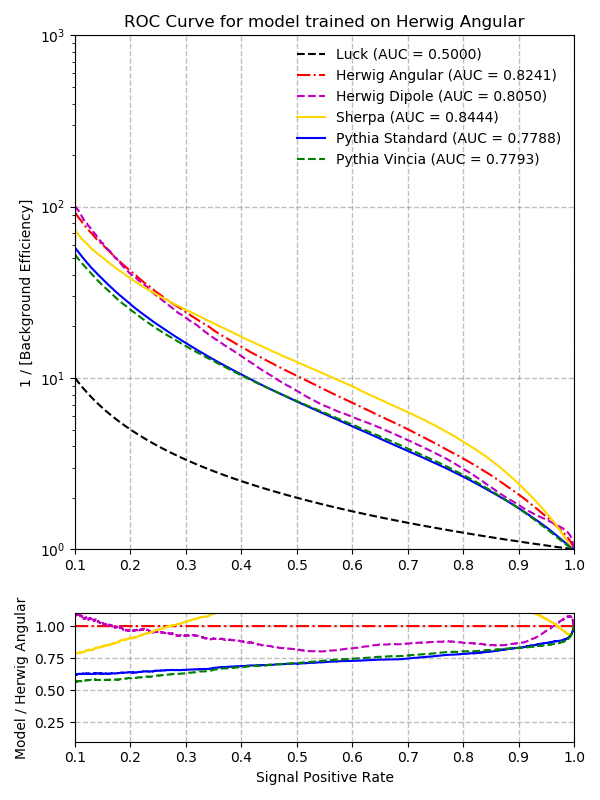 ROC Curve for model trained on Herwig Angular
1 / [Background Efficiency]
10³
10²
10¹
10⁰
Luck (AUC = 0.5000)
Herwig Angular (AUC = 0.8241)
Herwig Dipole (AUC = 0.8050)
Sherpa (AUC = 0.8444)
Pythia Standard (AUC = 0.7788)
Pythia Vincia (AUC = 0.7793)
0.1 0.2 0.3 0.4 0.5 0.6 0.7 0.8 0.9 1.0
Model / Herwig Angular
1.00
0.75
0.50
0.25
0.1 0.2 0.3 0.4 0.5 0.6 0.7 0.8 0.9 1.0
Signal Positive Rate